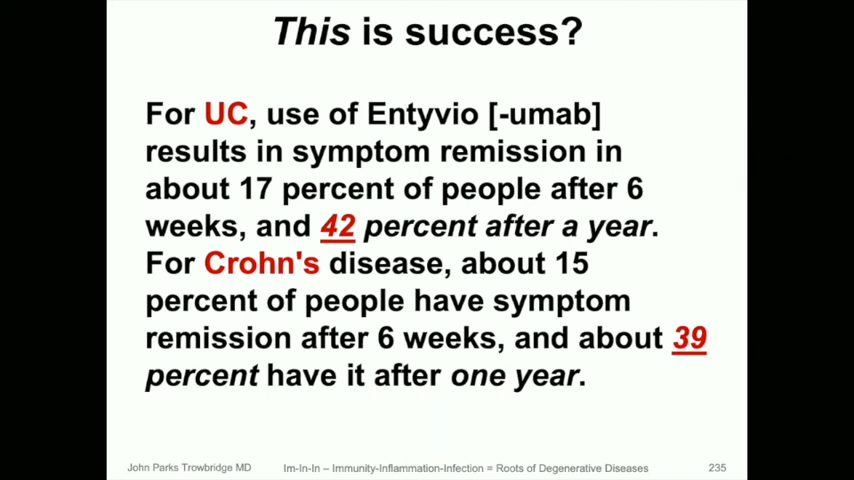 This is success?
For UC, use of Entyvio [-umab]
results in symptom remission in
about 17 percent of people after 6
weeks, and 42 percent after a year.
For Crohn's disease, about 15
percent of people have symptom
remission after 6 weeks, and about 39
percent have it after one year.
John Parks Trowbridge MD Im-In-In – Immunity-Inflammation-Infection = Roots of Degenerative Diseases 235